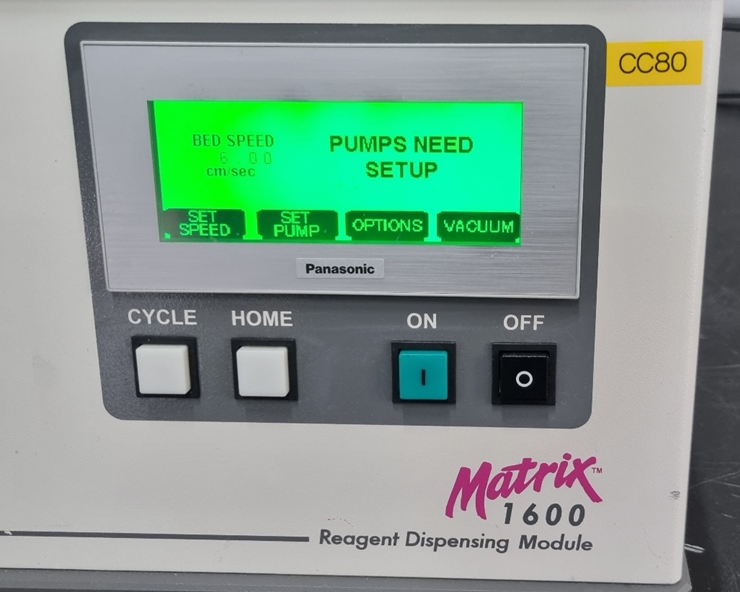 CC80
BED SPEED
6.00
cm/sec
PUMPS NEED
SETUP
SET
SPEED
SET
PUMP
OPTIONS
VACUUM
Panasonic
CYCLE
HOME
ON
OFF
I
O
Matrix™
1600
Reagent Dispensing Module